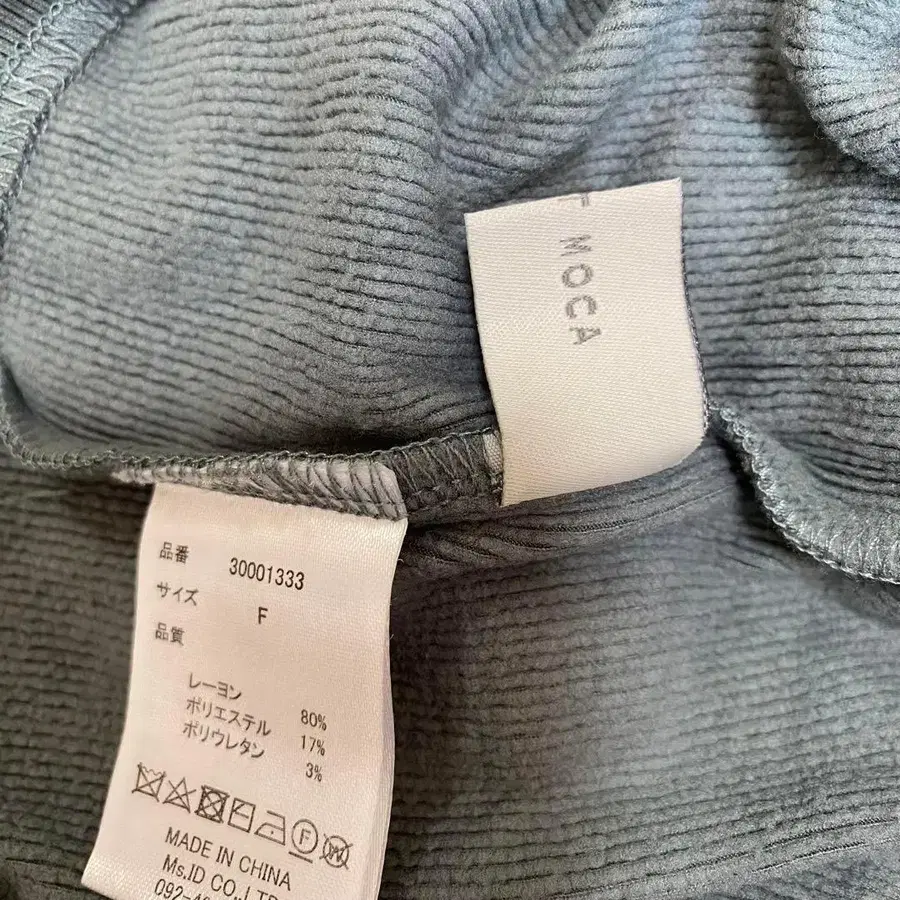 MOCA
品番 30001333
サイズ F
品質
レーヨン 80%
ポリエステル 17%
ポリウレタン 3%
F W
MADE IN CHINA
Ms.ID CO.,LTD